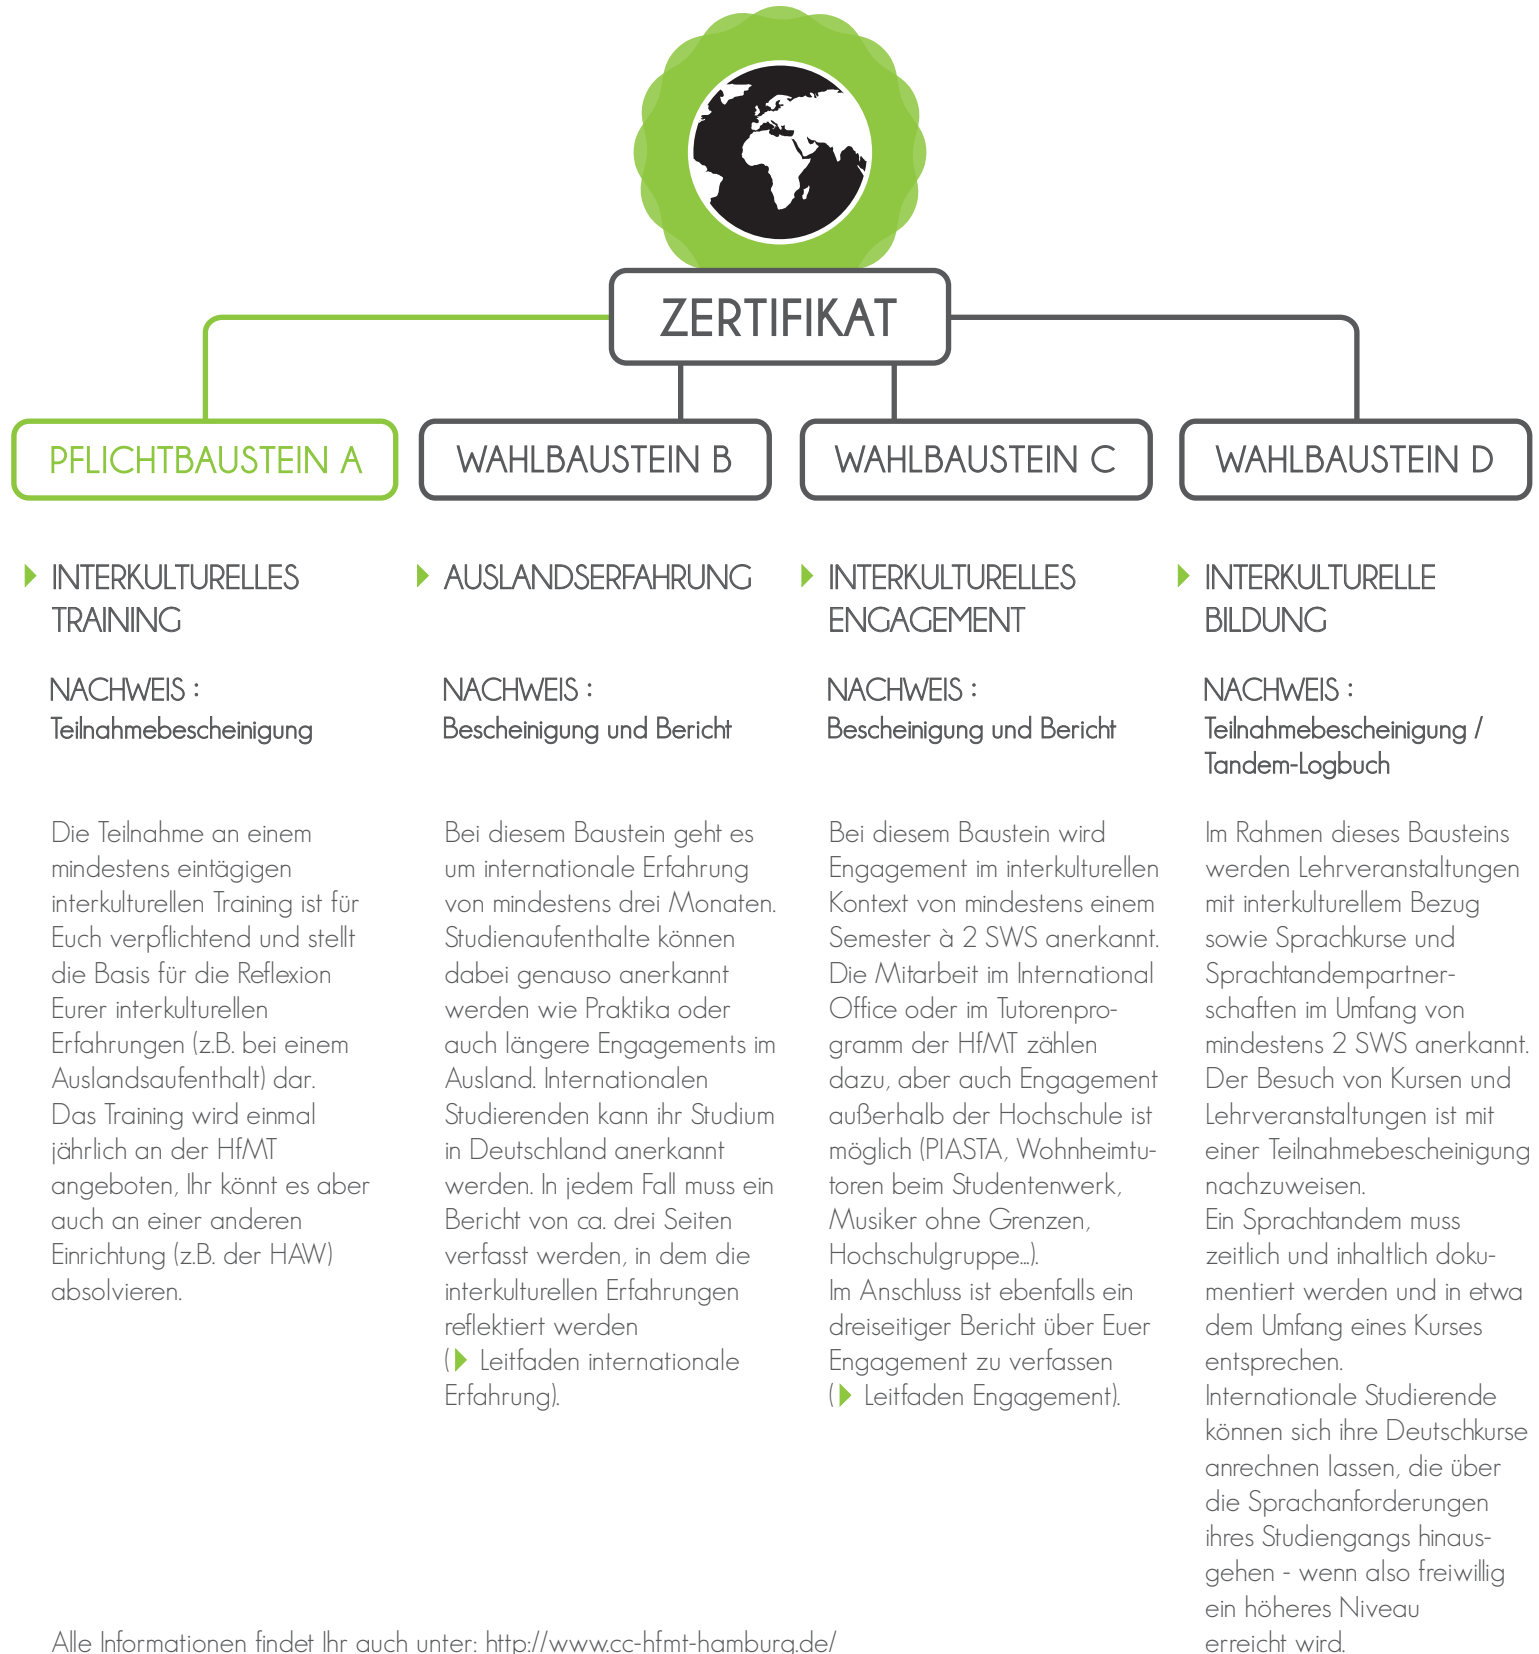 ZERTIFIKAT
PFLICHTBAUSTEIN A
WAHLBAUSTEIN B
WAHLBAUSTEIN C
WAHLBAUSTEIN D
INTERKULTURELLES
TRAINING
NACHWEIS :
Teilnahmebescheinigung
Die Teilnahme an einem
mindestens eintägigen
interkulturellen Training ist für
Euch verpflichtend und stellt
die Basis für die Reflexion
Eurer interkulturellen
Erfahrungen (z.B. bei einem
Auslandsaufenthalt) dar.
Das Training wird einmal
jährlich an der HfMT
angeboten, Ihr könnt es aber
auch an einer anderen
Einrichtung (z.B. der HAW)
absolvieren.
AUSLANDSERFAHRUNG
NACHWEIS :
Bescheinigung und Bericht
Bei diesem Baustein geht es
um internationale Erfahrung
von mindestens drei Monaten.
Studienaufenthalte können
dabei genauso anerkannt
werden wie Praktika oder
auch längere Engagements im
Ausland. Internationalen
Studierenden kann ihr Studium
in Deutschland anerkannt
werden. In jedem Fall muss ein
Bericht von ca. drei Seiten
verfasst werden, in dem die
interkulturellen Erfahrungen
reflektiert werden
( Leitfaden internationale
Erfahrung).
INTERKULTURELLES
ENGAGEMENT
NACHWEIS :
Bescheinigung und Bericht
Bei diesem Baustein wird
Engagement im interkulturellen
Kontext von mindestens einem
Semester à 2 SWS anerkannt.
Die Mitarbeit im International
Office oder im Tutorenpro-
gramm der HfMT zählen
dazu, aber auch Engagement
außerhalb der Hochschule ist
möglich (PIASTA, Wohnheimtu-
toren beim Studentenwerk,
Musiker ohne Grenzen,
Hochschulgruppe...).
Im Anschluss ist ebenfalls ein
dreiseitiger Bericht über Euer
Engagement zu verfassen
( Leitfaden Engagement).
INTERKULTURELLE
BILDUNG
NACHWEIS :
Teilnahmebescheinigung /
Tandem-Logbuch
Im Rahmen dieses Bausteins
werden Lehrveranstaltungen
mit interkulturellem Bezug
sowie Sprachkurse und
Sprachtandempartner-
schaften im Umfang von
mindestens 2 SWS anerkannt.
Der Besuch von Kursen und
Lehrveranstaltungen ist mit
einer Teilnahmebescheinigung
nachzuweisen.
Ein Sprachtandem muss
zeitlich und inhaltlich doku-
mentiert werden und in etwa
dem Umfang eines Kurses
entsprechen.
Internationale Studierende
können sich ihre Deutschkurse
anrechnen lassen, die über
die Sprachanforderungen
ihres Studiengangs hinaus-
gehen - wenn also freiwillig
ein höheres Niveau
erreicht wird.
Alle Informationen findet Ihr auch unter: http://www.cc-hfmt-hamburg.de/